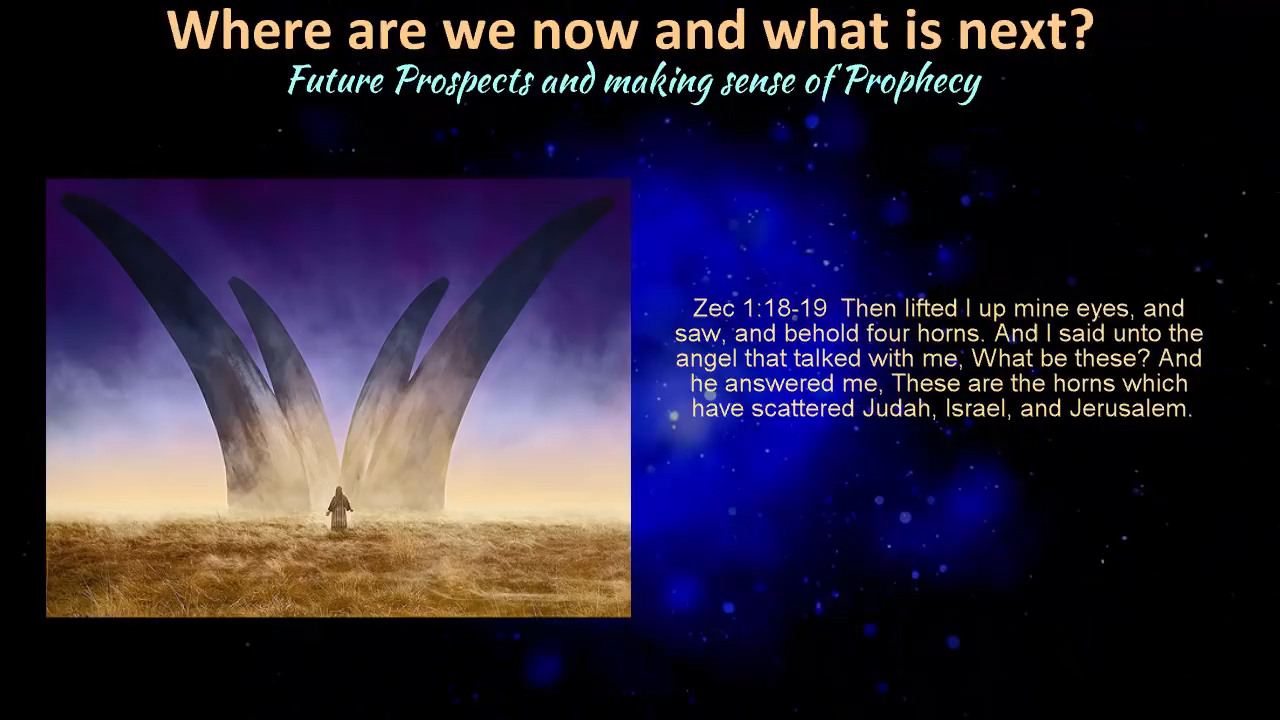 Where are we now and what is next?
Future Prospects and making sense of Prophecy
Zec 1:18-19  Then lifted I up mine eyes, and
saw, and behold four horns. And I said unto the
angel that talked with me, What be these? And
he answered me, These are the horns which
have scattered Judah, Israel, and Jerusalem.